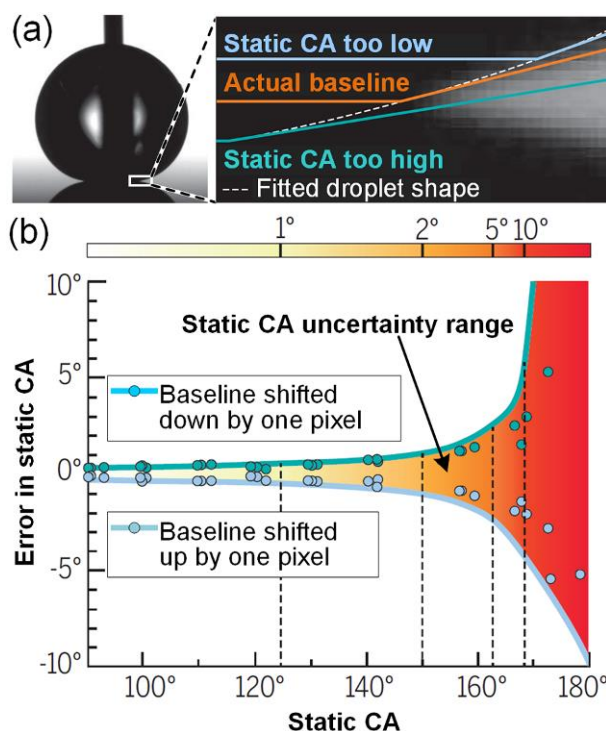 (a)
Static CA too low
Actual baseline
Static CA too high
Fitted droplet shape
(b)
1° 2° 5° 10°
10°
5°
0°
-5°
-10°
Error in static CA
Static CA uncertainty range
Baseline shifted
down by one pixel
Baseline shifted
up by one pixel
100° 120° 140° 160° 180°
Static CA